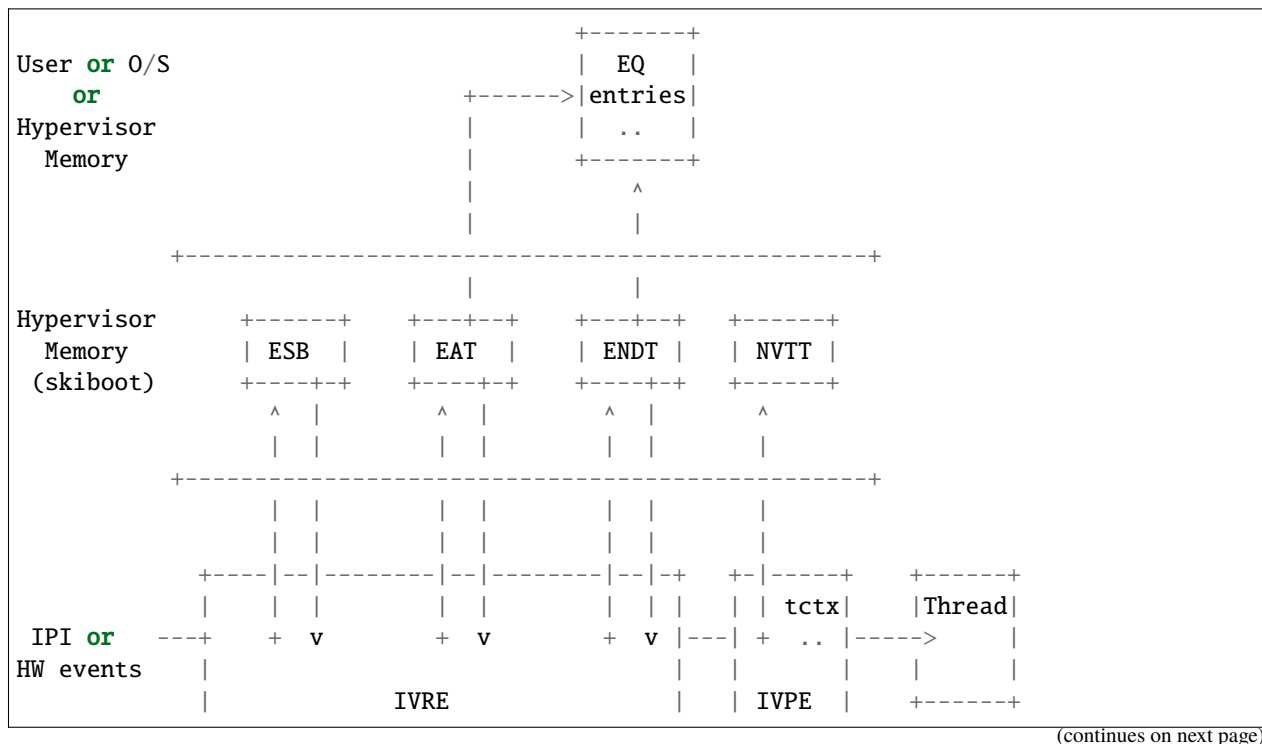 +-------+
User or O/S                             |  EQ   |
    or                          +------>|entries|
Hypervisor                      |       |  ..   |
  Memory                        |       +-------+
                                |           ^
                                |           |
           +-------------------------------------------------+
                                |           |
Hypervisor      +------+    +---+--+    +---+--+   +------+
  Memory        | ESB  |    | EAT  |    | ENDT |   | NVTT |
 (skiboot)      +----+-+    +----+-+    +----+-+   +------+
                  ^  |        ^  |        ^  |       ^
                  |  |        |  |        |  |       |
           +-------------------------------------------------+
                  |  |        |  |        |  |       |
                  |  |        |  |        |  |       |
             +----|--|--------|--|--------|--|-+   +-|-----+    +------+
             |    |  |        |  |        |  | |   | | tctx|    |Thread|
 IPI or   ---+    +  v        +  v        +  v |---| +  .. |----->     |
HW events    |                                 |   |       |    |      |
             |             IVRE                |   | IVPE  |    +------+
(continues on next page)